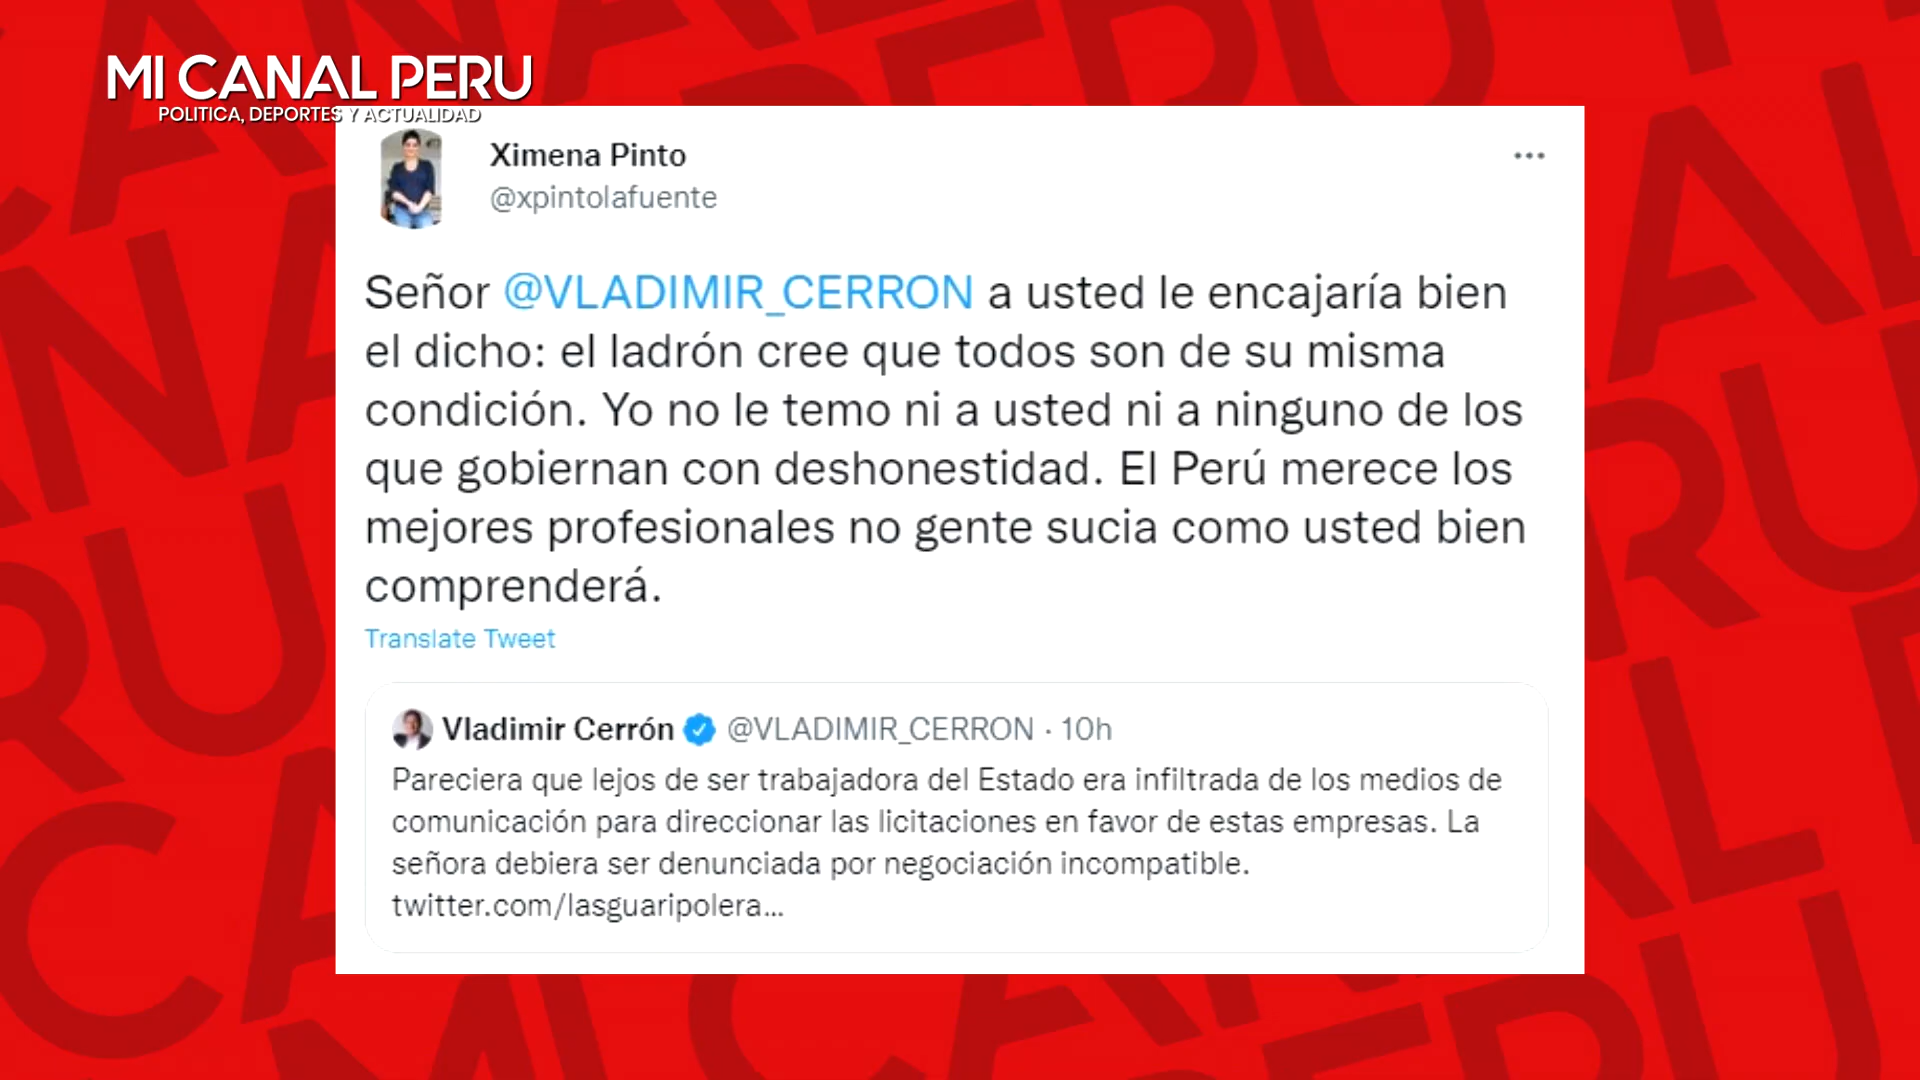 MI CANAL PERU
POLITICA, DEPORTES Y ACTUALIDAD
Ximena Pinto
@xpintolafuente
Señor @VLADIMIR_CERRON a usted le encajaría bien
el dicho: el ladrón cree que todos son de su misma
condición. Yo no le temo ni a usted ni a ninguno de los
que gobiernan con deshonestidad. El Perú merece los
mejores profesionales no gente sucia como usted bien
comprenderá.
Translate Tweet
Vladimir Cerrón @VLADIMIR_CERRON · 10h
Pareciera que lejos de ser trabajadora del Estado era infiltrada de los medios de
comunicación para direccionar las licitaciones en favor de estas empresas. La
señora debiera ser denunciada por negociación incompatible.
twitter.com/lasguaripolera...